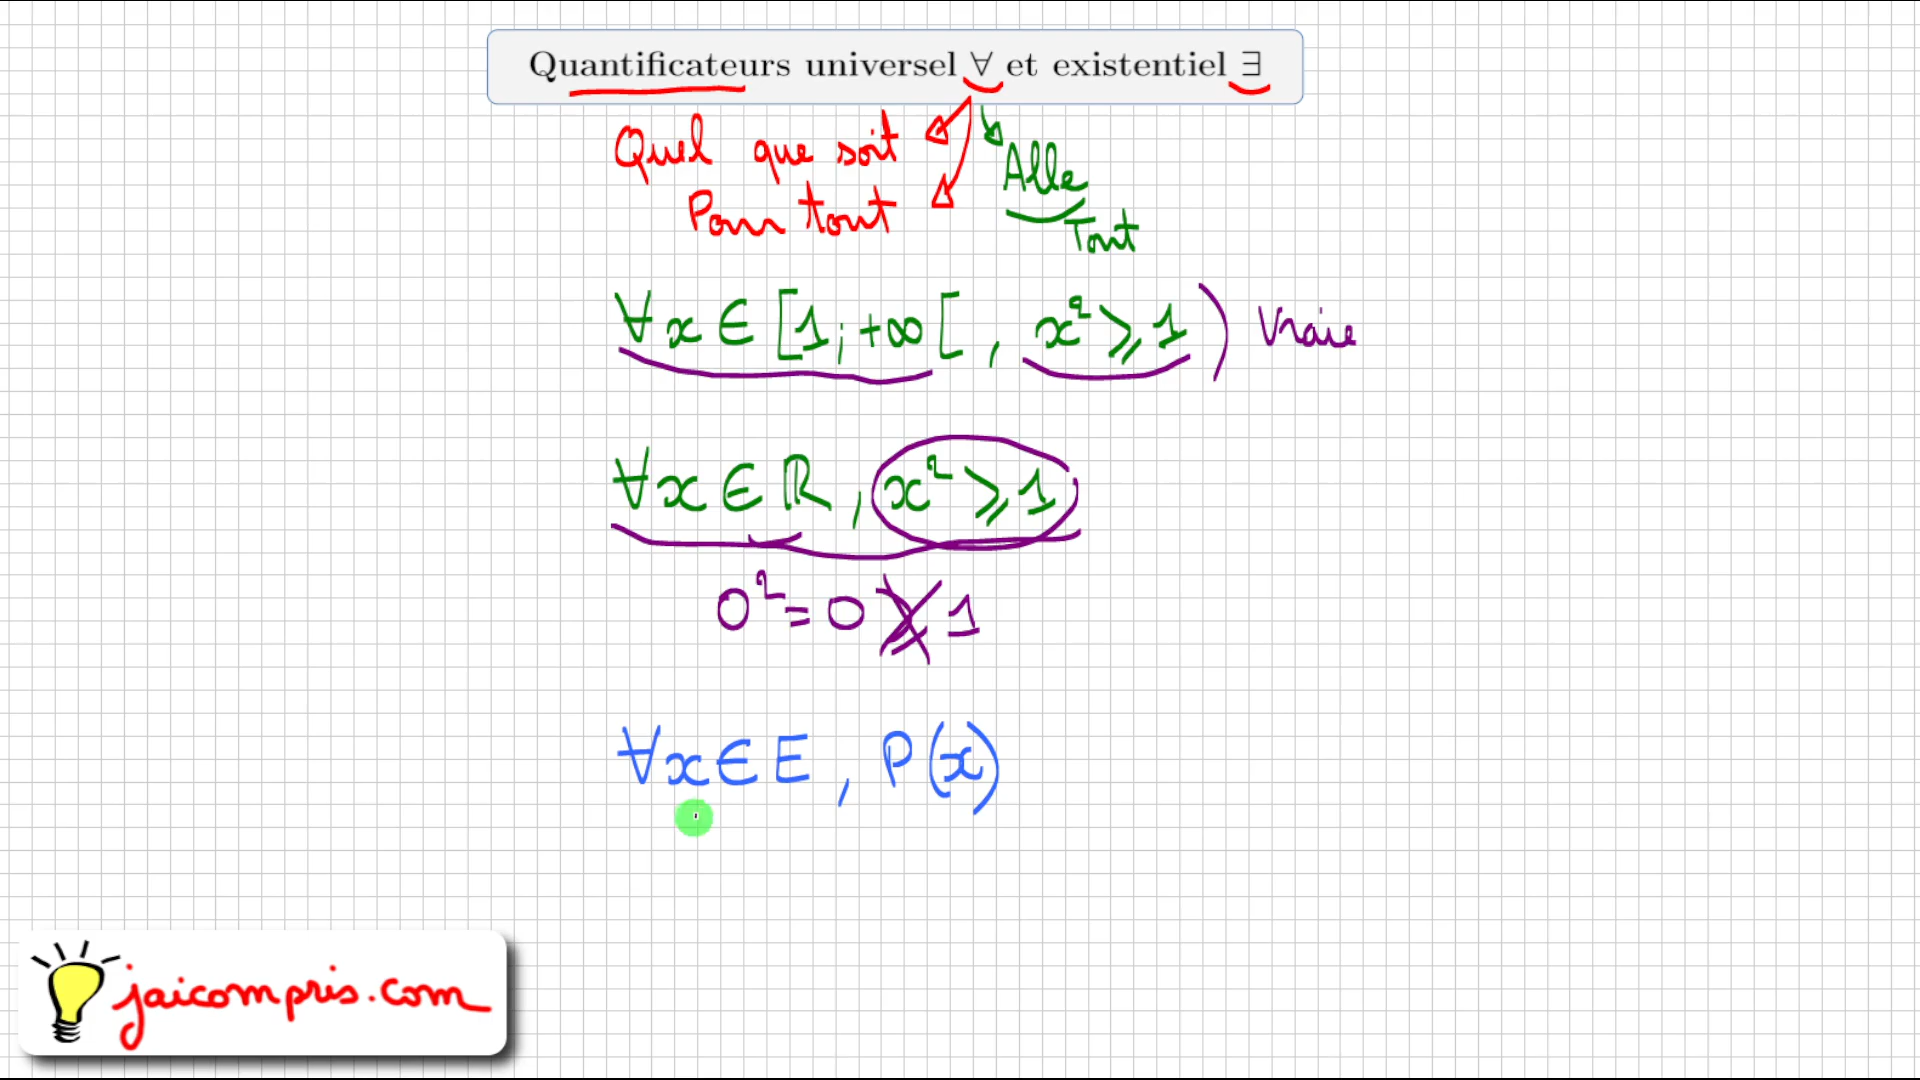 Quantificateurs universel ∀ et existentiel ∃
Quel que soit
Alle
Pour tout
Tout
∀x ∈ [1 ; +∞[ , x² ⩾ 1 ) Vraie
∀x ∈ ℝ , x² ⩾ 1
0² = 0 ⩾̸ 1
∀x ∈ E , P(x)
jaicompris.com